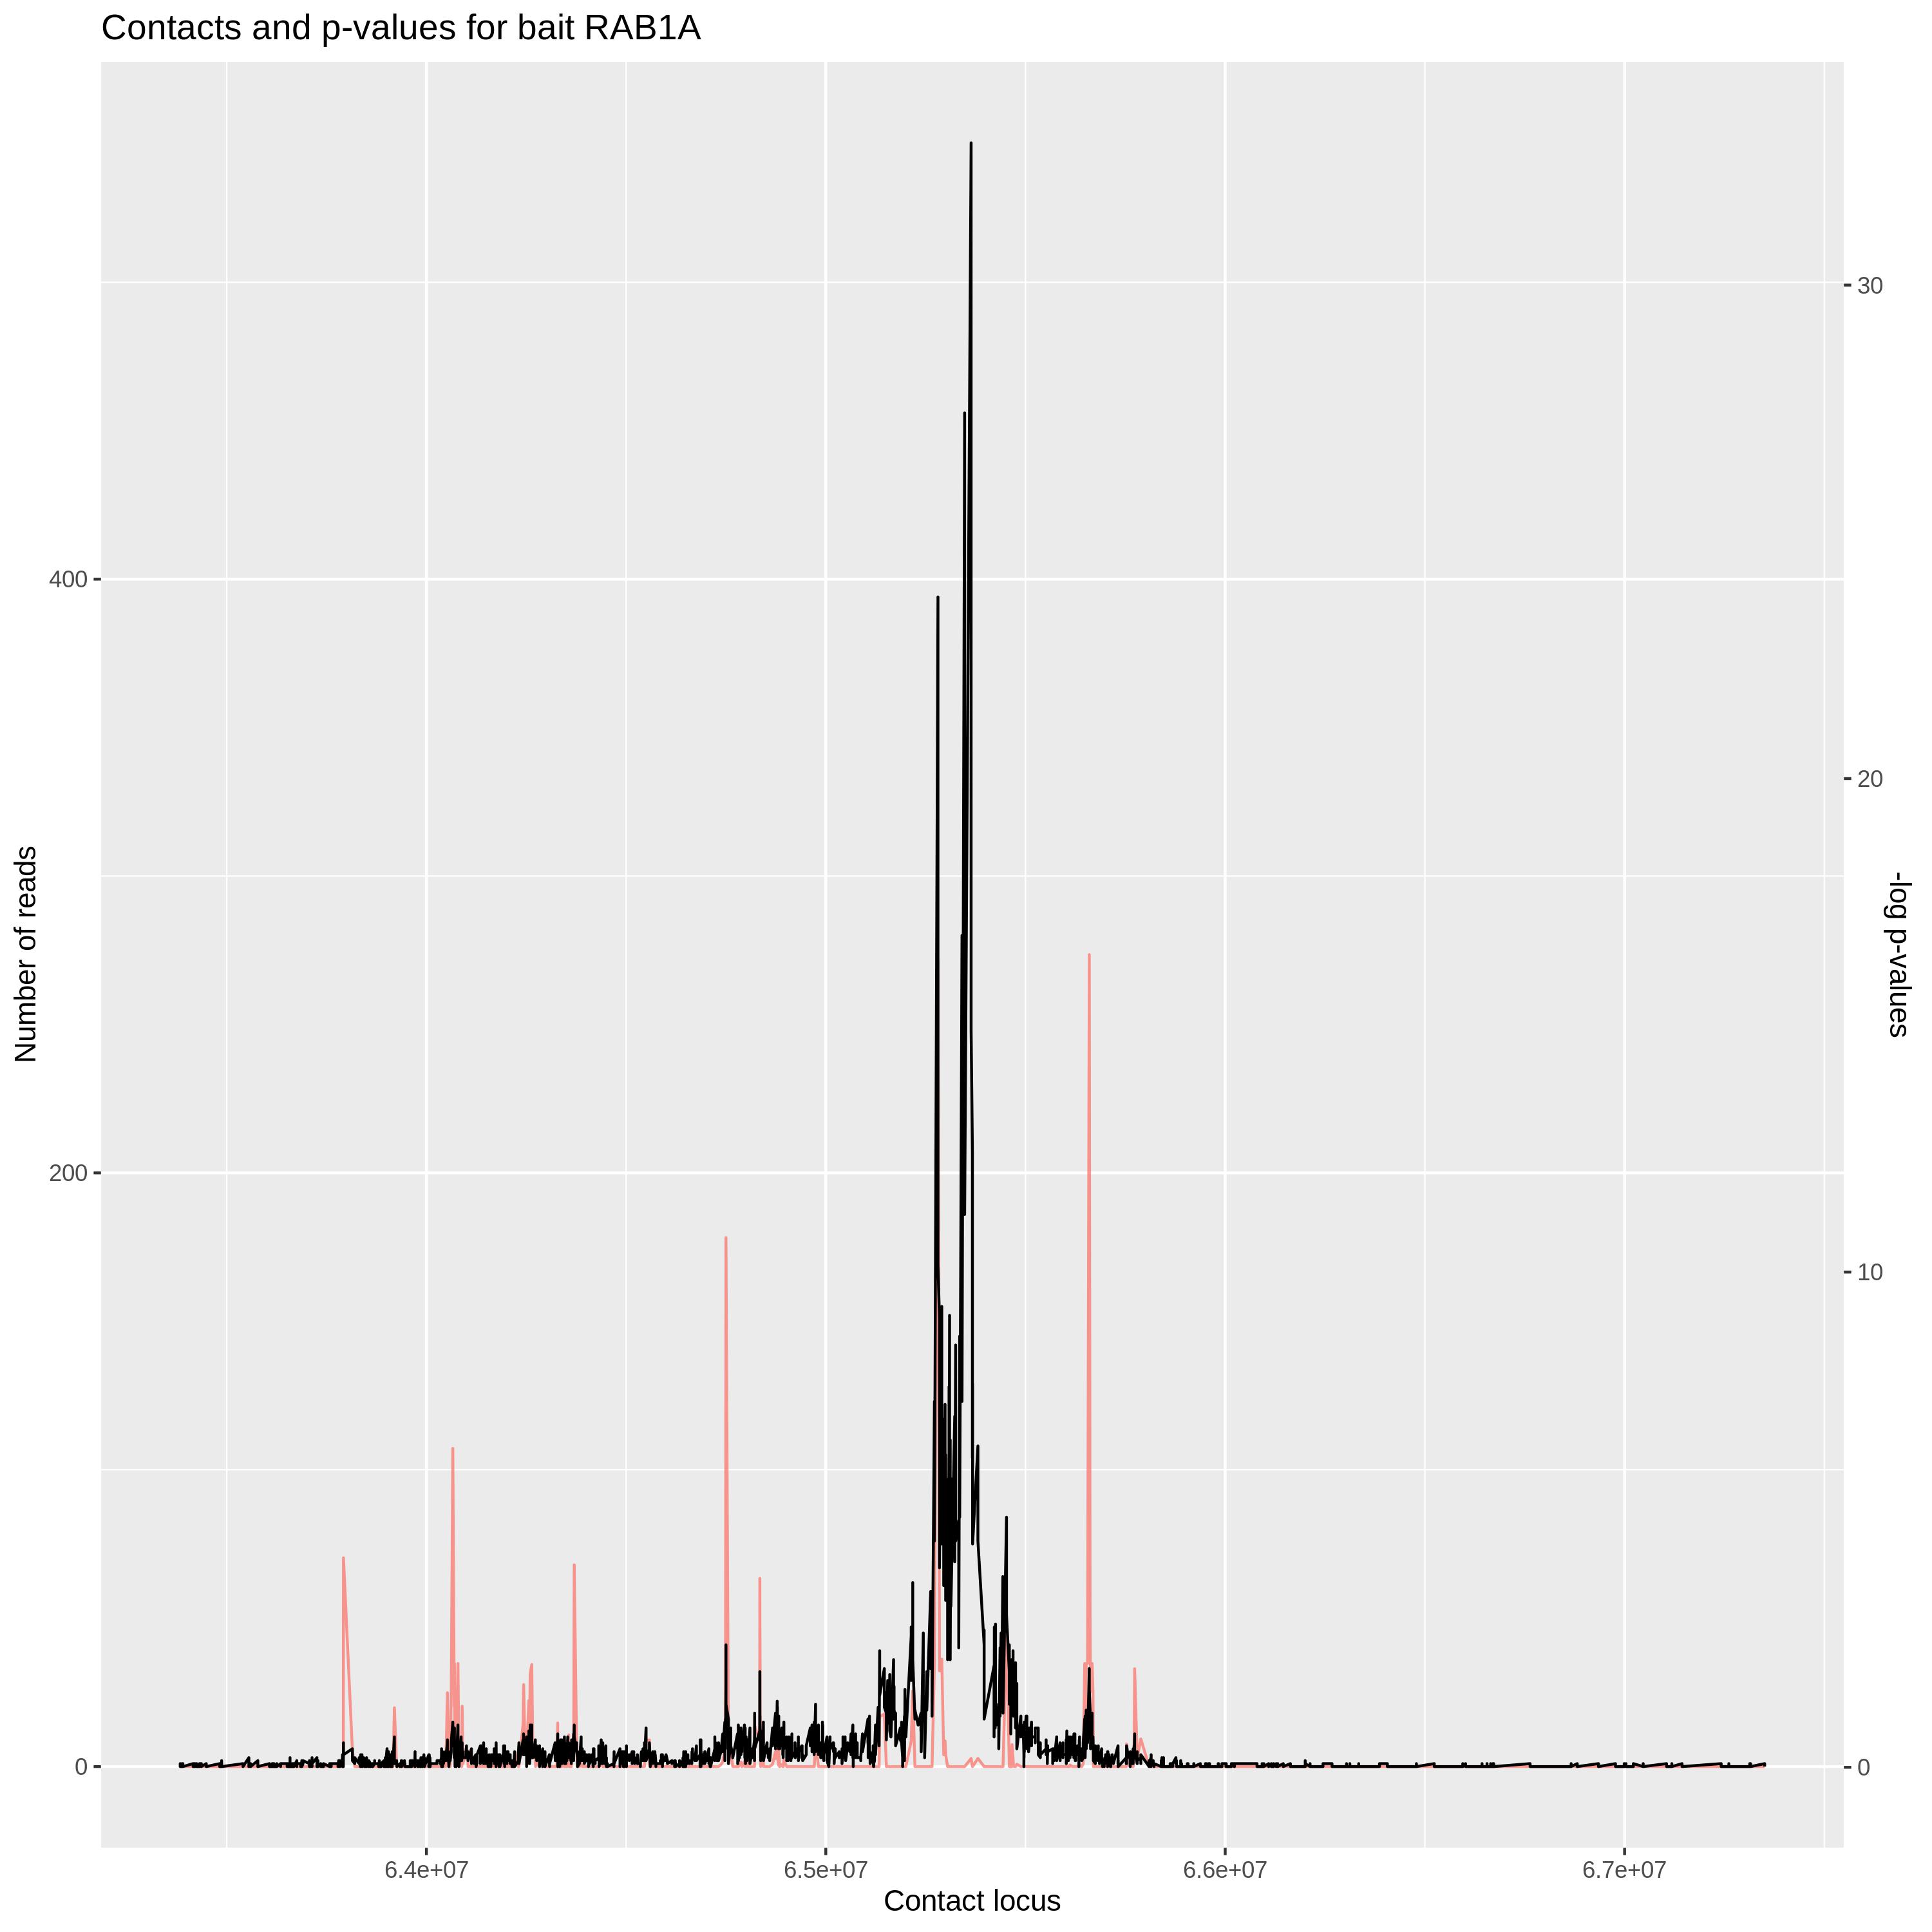 Contacts and p-values for bait RAB1A
Number of reads
400
200
0
30
20
10
0
-log p-values
6.4e+07
6.5e+07
6.6e+07
6.7e+07
Contact locus